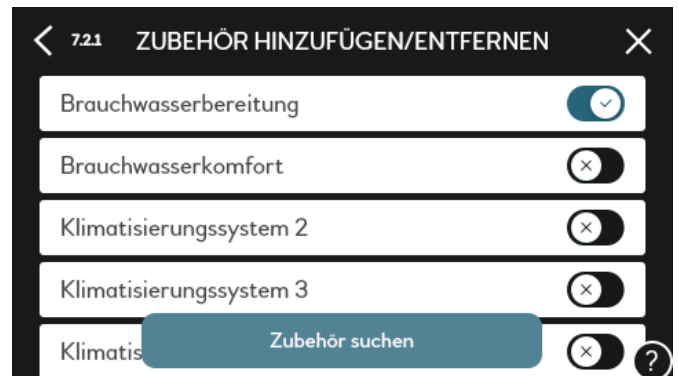 7.2.1 ZUBEHÖR HINZUFÜGEN/ENTFERNEN
Brauchwasserbereitung
Brauchwasserkomfort
Klimatisierungssystem 2
Klimatisierungssystem 3
Zubehör suchen
?